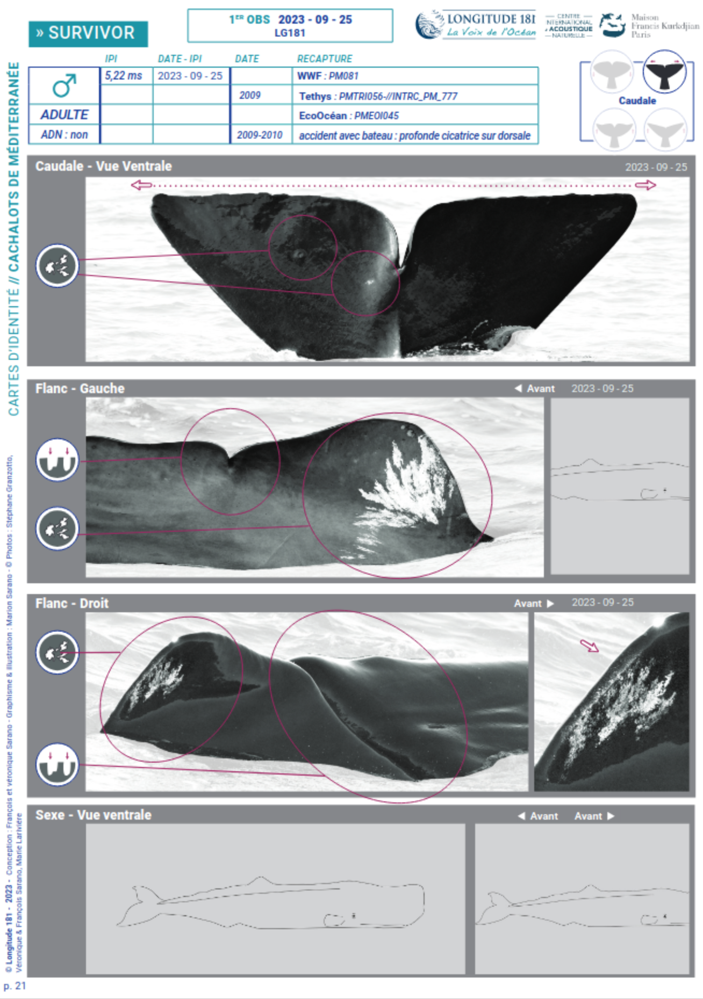 » SURVIVOR
1ER OBS 2023 - 09 - 25
LG181
LONGITUDE 181
La Voix de l'Océan
CENTRE
INTERNATIONAL
D'ACOUSTIQUE
NATURELLE
Maison
Francis Kurkdjian
Paris
IPI DATE - IPI DATE RECAPTURE
5,22 ms 2023 - 09 - 25 WWF : PM081
♂ 2009 Tethys : PMTRI056-//INTRC_PM_777
ADULTE EcoOcéan : PMEOI045
ADN : non 2009-2010 accident avec bateau : profonde cicatrice sur dorsale
Caudale
CARTES D'IDENTITÉ // CACHALOTS DE MÉDITERRANÉE
Caudale - Vue Ventrale 2023 - 09 - 25
Flanc - Gauche ◀ Avant 2023 - 09 - 25
Flanc - Droit Avant ▶ 2023 - 09 - 25
Sexe - Vue ventrale ◀ Avant Avant ▶
© Longitude 181 - 2023 - Conception : François et véronique Sarano - Graphisme & illustration : Marion Sarano - © Photos : Stéphane Granzotto,
Véronique & François Sarano, Marie Larivière
p. 21